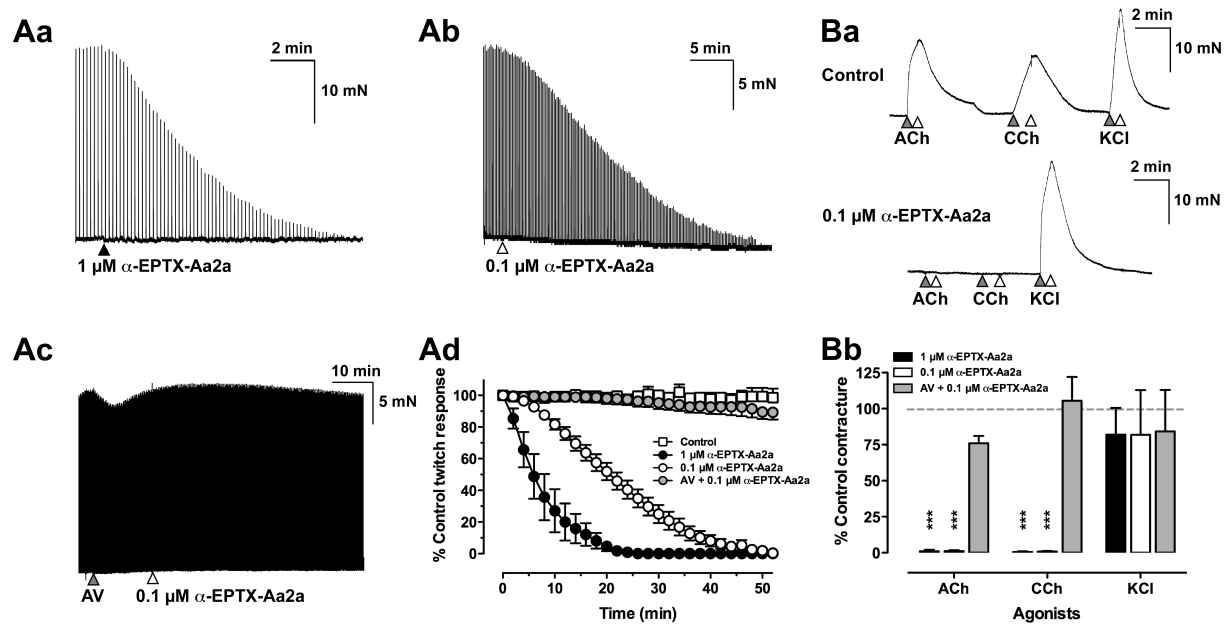 Aa
2 min
10 mN
1 µM α-EPTX-Aa2a
Ab
5 min
5 mN
0.1 µM α-EPTX-Aa2a
Ba
2 min
10 mN
Control
ACh CCh KCl
2 min
10 mN
0.1 µM α-EPTX-Aa2a
ACh CCh KCl
Ac
10 min
5 mN
AV 0.1 µM α-EPTX-Aa2a
Ad
% Control twitch response
100
80
60
40
20
0
Control
1 µM α-EPTX-Aa2a
0.1 µM α-EPTX-Aa2a
AV + 0.1 µM α-EPTX-Aa2a
0 10 20 30 40 50
Time (min)
Bb
1 µM α-EPTX-Aa2a
0.1 µM α-EPTX-Aa2a
AV + 0.1 µM α-EPTX-Aa2a
% Control contracture
125
100
75
50
25
0
*** *** *** ***
ACh CCh KCl
Agonists